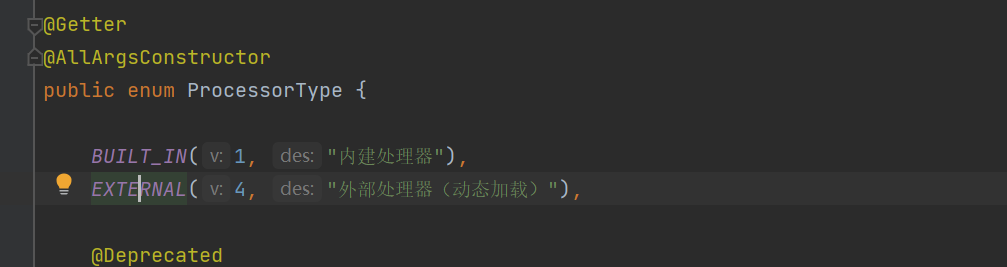 @Getter
@AllArgsConstructor
public enum ProcessorType {
BUILT_IN( v: 1, des: "内建处理器"),
EXTERNAL( v: 4, des: "外部处理器（动态加载）"),
@Deprecated